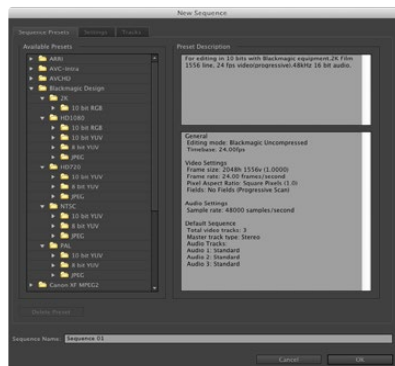 New Sequence
Sequence Presets
Settings
Tracks
Available Presets
ARRI
AVC-Intra
AVCHD
Blackmagic Design
2K
10 bit RGB
HD1080
10 bit RGB
10 bit YUV
8 bit YUV
JPEG
HD720
10 bit YUV
8 bit YUV
JPEG
NTSC
10 bit YUV
8 bit YUV
JPEG
PAL
10 bit YUV
8 bit YUV
JPEG
Canon XF MPEG2
Delete Preset
Preset Description
For editing in 10 bits with Blackmagic equipment.2K Film
1556 line, 24 fps video(progressive).48kHz 16 bit audio.
General
Editing mode: Blackmagic Uncompressed
Timebase: 24.00fps
Video Settings
Frame size: 2048h 1556v (1.0000)
Frame rate: 24.00 frames/second
Pixel Aspect Ratio: Square Pixels (1.0)
Fields: No Fields (Progressive Scan)
Audio Settings
Sample rate: 48000 samples/second
Default Sequence
Total video tracks: 3
Master track type: Stereo
Audio Tracks:
Audio 1: Standard
Audio 2: Standard
Audio 3: Standard
Sequence Name: Sequence 01
Cancel
OK